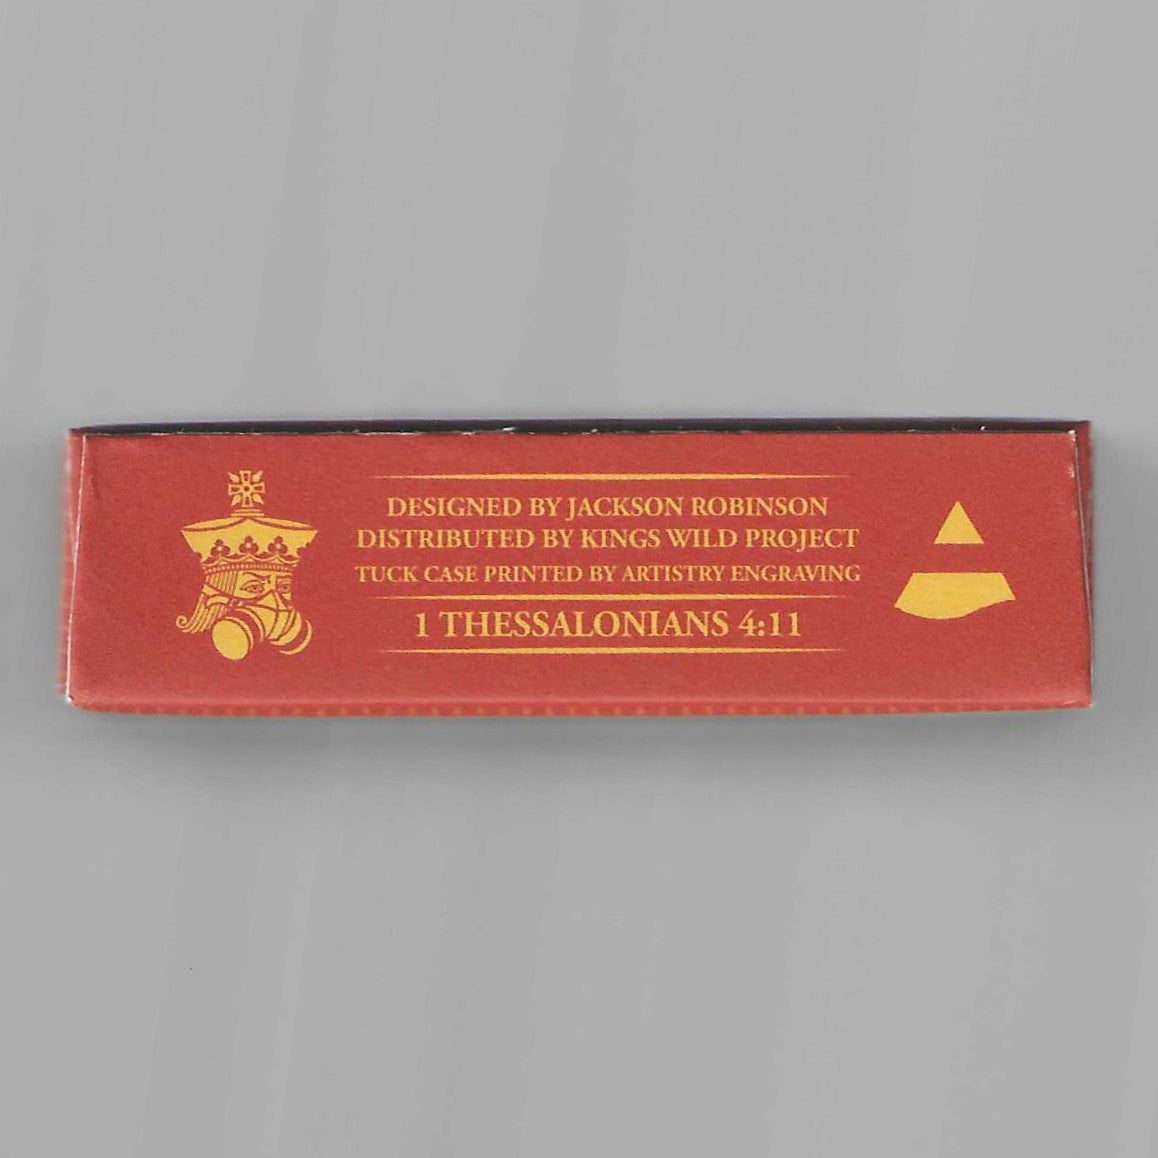 DESIGNED BY JACKSON ROBINSON
DISTRIBUTED BY KINGS WILD PROJECT
TUCK CASE PRINTED BY ARTISTRY ENGRAVING
1 THESSALONIANS 4:11